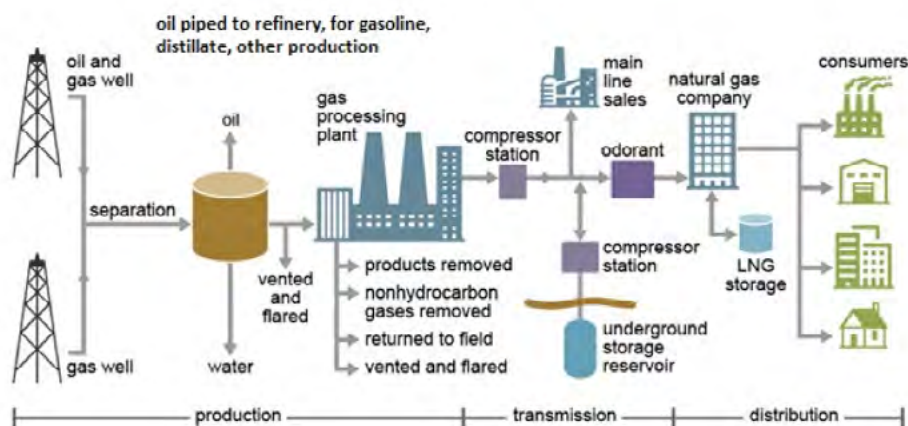 oil piped to refinery, for gasoline,
distillate, other production
oil and
gas well
oil
gas
processing
plant
compressor
station
main
line
sales
natural gas
company
consumers
odorant
separation
vented
and
flared
products removed
nonhydrocarbon
gases removed
returned to field
vented and flared
compressor
station
LNG
storage
underground
storage
reservoir
gas well
water
production
transmission
distribution